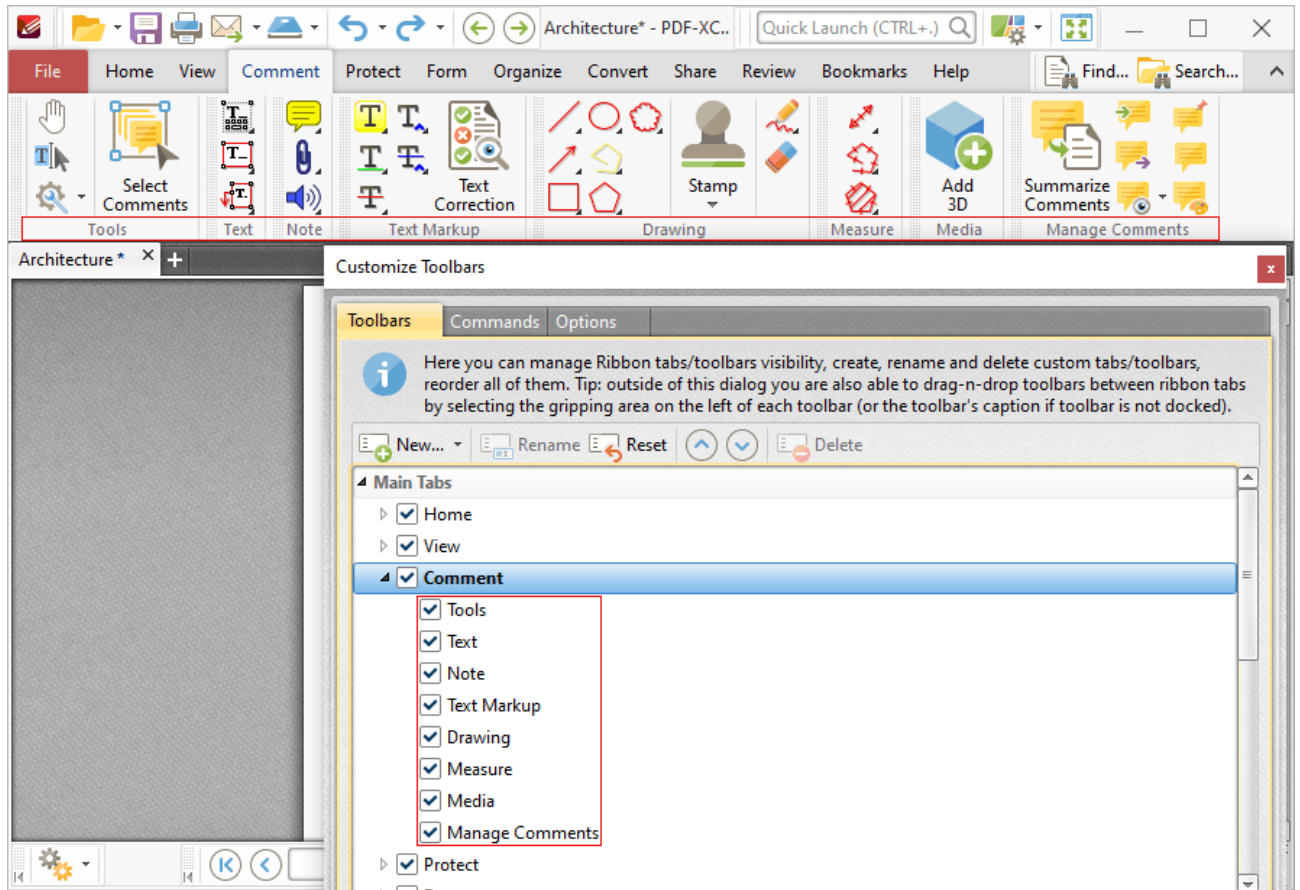 Architecture* - PDF-XC..
Quick Launch (CTRL+.)
File Home View Comment Protect Form Organize Convert Share Review Bookmarks Help Find... Search...
Select Comments
Text Correction
Stamp
Add 3D
Summarize Comments
Tools Text Note Text Markup Drawing Measure Media Manage Comments
Architecture *
Customize Toolbars
Toolbars Commands Options
Here you can manage Ribbon tabs/toolbars visibility, create, rename and delete custom tabs/toolbars,
reorder all of them. Tip: outside of this dialog you are also able to drag-n-drop toolbars between ribbon tabs
by selecting the gripping area on the left of each toolbar (or the toolbar's caption if toolbar is not docked).
New... Rename Reset Delete
Main Tabs
Home
View
Comment
Tools
Text
Note
Text Markup
Drawing
Measure
Media
Manage Comments
Protect